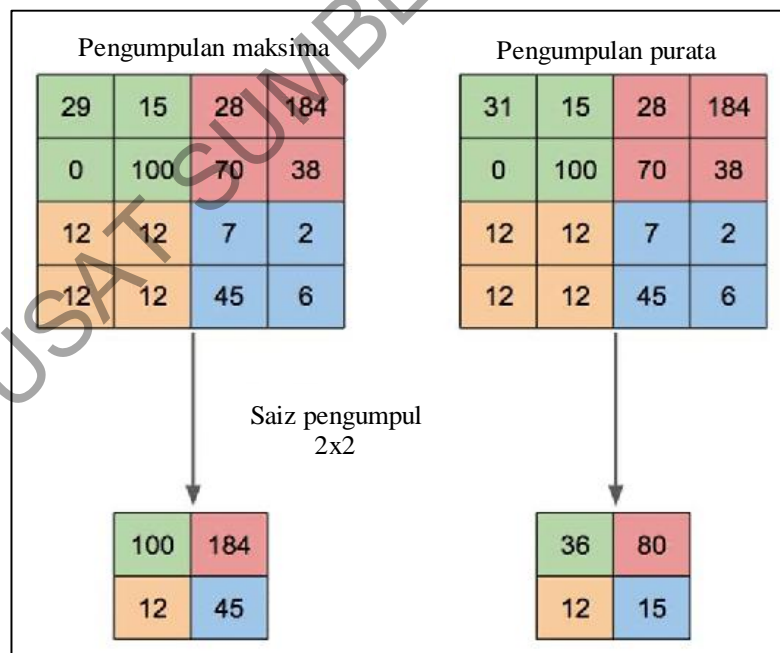 Pengumpulan maksima
Pengumpulan purata
29 15 28 184
31 15 28 184
0 100 70 38
0 100 70 38
12 12 7 2
12 12 7 2
12 12 45 6
12 12 45 6
Saiz pengumpul
2x2
100 184
36 80
12 45
12 15
USAT SUMBE